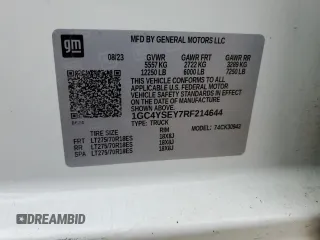 gm
MFD BY GENERAL MOTORS LLC
08/23 GVWR GAWR FRT GAWR RR
5557 KG 2722 KG 3289 KG
12250 LB 6000 LB 7250 LB
THIS VEHICLE CONFORMS TO ALL
APPLICABLE U.S. FEDERAL MOTOR
VEHICLE SAFETY STANDARDS IN EFFECT ON
THE DATE OF MANUFACTURE SHOWN ABOVE.
1GC4YSEY7RF214644
TYPE: TRUCK
MODEL:
TIRE SIZE RIM
FRT LT275/70R18ES 18X8J
RR LT275/70R18ES 18X8J
SPA LT275/70R18ES 18X8J
© DEALERSHIP FOR EVERYONE